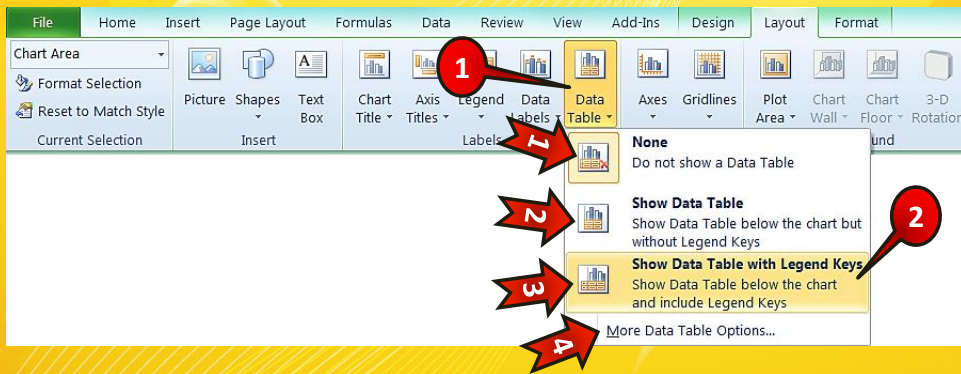 File Home Insert Page Layout Formulas Data Review View Add-Ins Design Layout Format
Chart Area
Format Selection
Reset to Match Style
Current Selection
Picture Shapes Text Box
Insert
Chart Title Axis Titles Legend Data Labels Data Table
Labels
Axes Gridlines
Plot Area Chart Wall Chart Floor 3-D Rotation
und
1
1
None
Do not show a Data Table
2
Show Data Table
Show Data Table below the chart but
without Legend Keys
2
3
Show Data Table with Legend Keys
Show Data Table below the chart
and include Legend Keys
4
More Data Table Options...